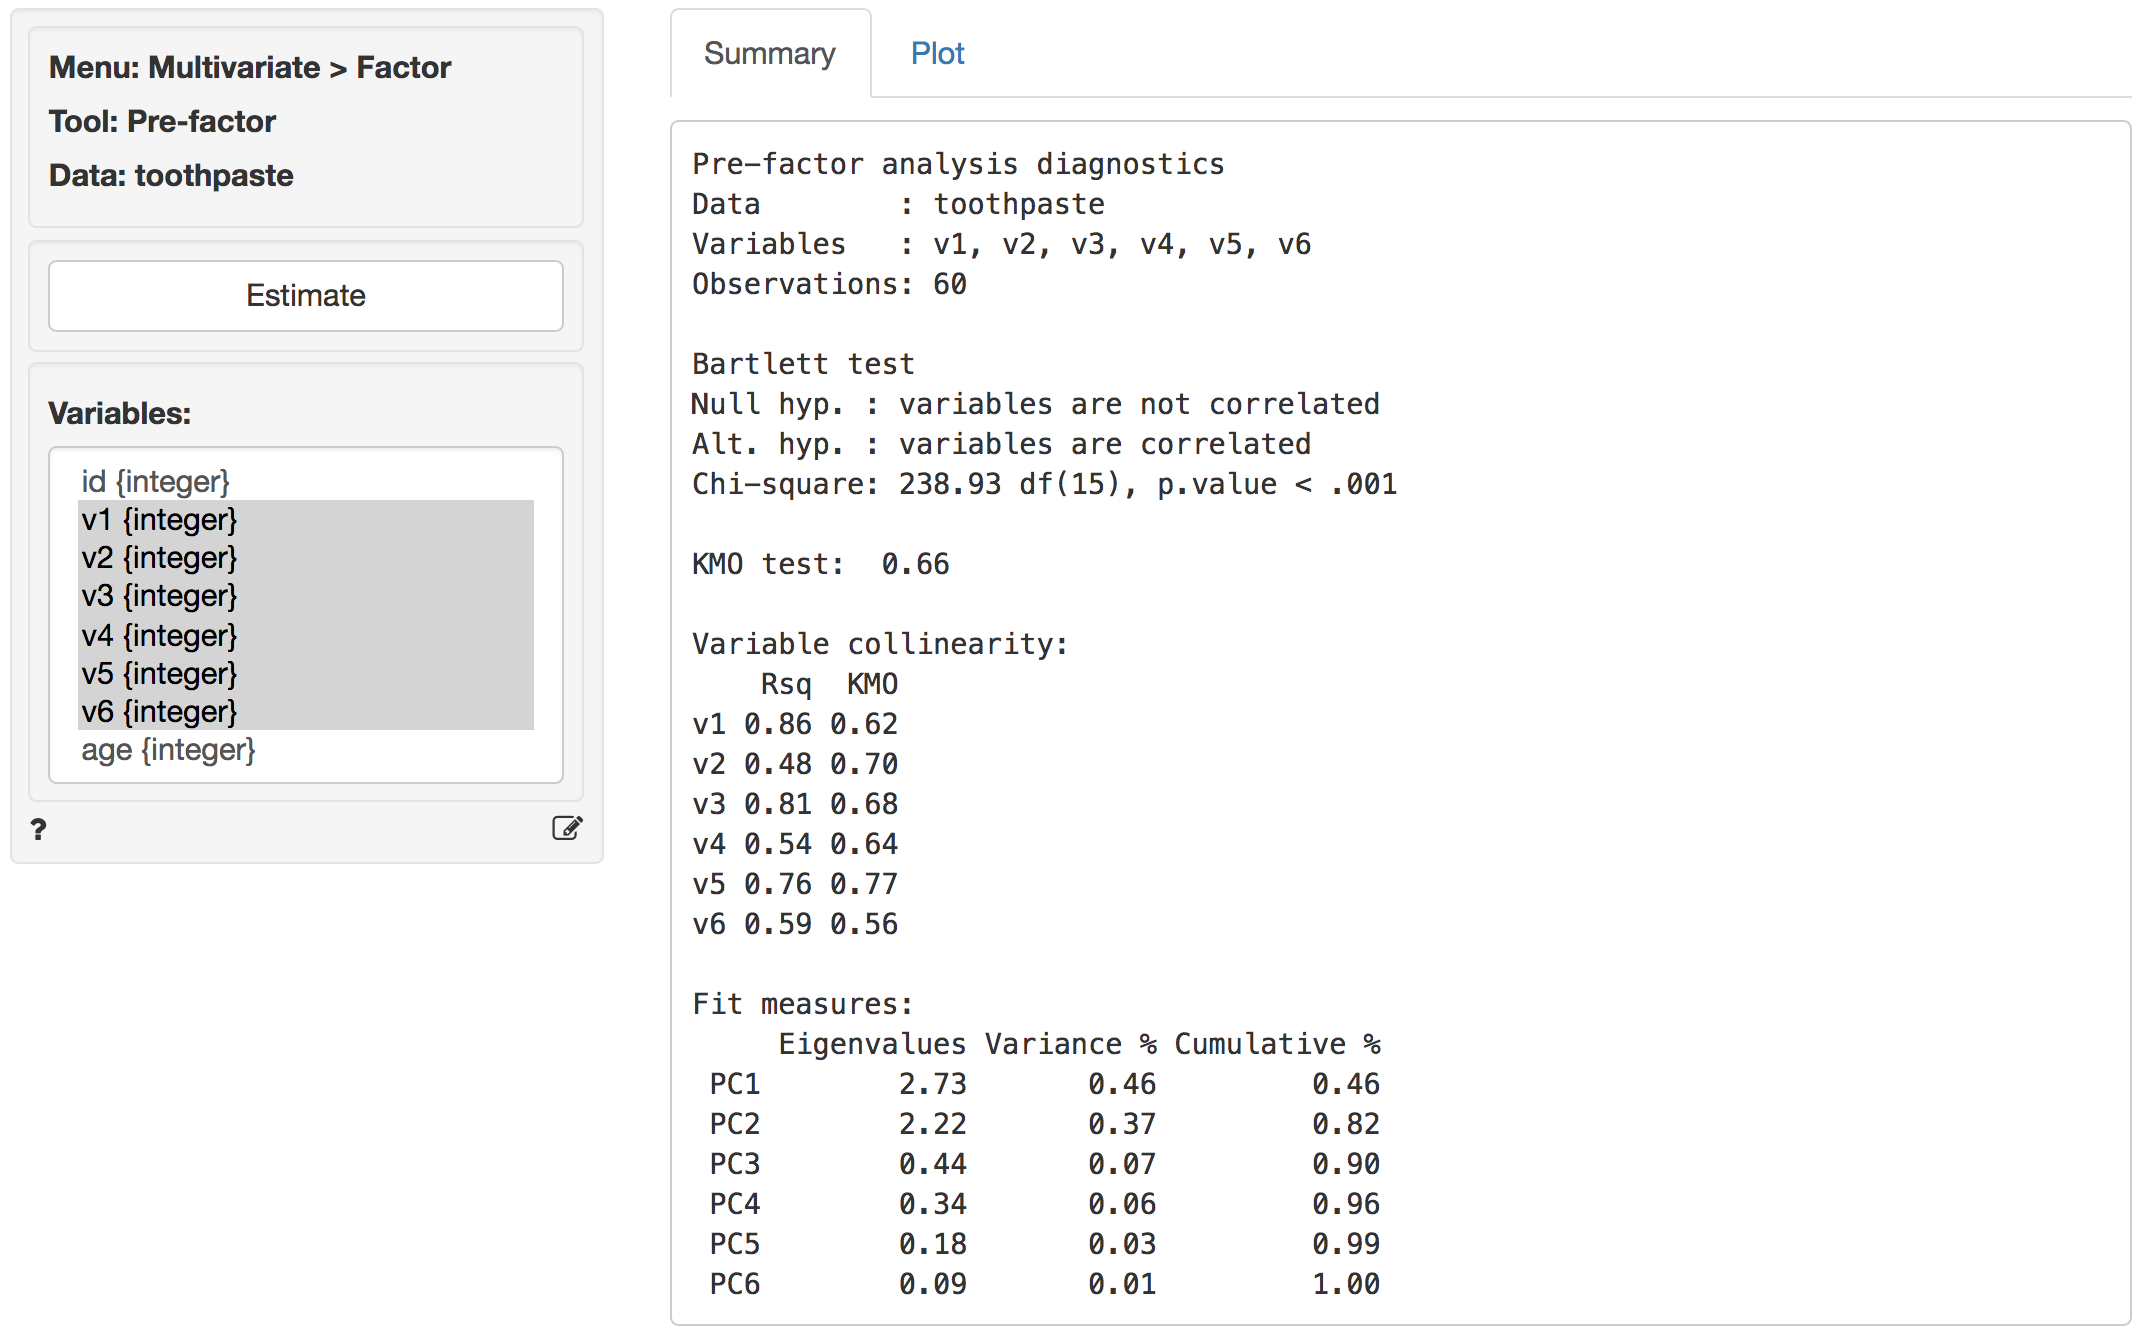 Menu: Multivariate > Factor
Tool: Pre-factor
Data: toothpaste
Estimate
Variables:
id {integer}
v1 {integer}
v2 {integer}
v3 {integer}
v4 {integer}
v5 {integer}
v6 {integer}
age {integer}
?
Summary Plot
Pre-factor analysis diagnostics
Data        : toothpaste
Variables   : v1, v2, v3, v4, v5, v6
Observations: 60
Bartlett test
Null hyp. : variables are not correlated
Alt. hyp. : variables are correlated
Chi-square: 238.93 df(15), p.value < .001
KMO test:  0.66
Variable collinearity:
    Rsq  KMO
v1 0.86 0.62
v2 0.48 0.70
v3 0.81 0.68
v4 0.54 0.64
v5 0.76 0.77
v6 0.59 0.56
Fit measures:
     Eigenvalues Variance % Cumulative %
 PC1        2.73       0.46         0.46
 PC2        2.22       0.37         0.82
 PC3        0.44       0.07         0.90
 PC4        0.34       0.06         0.96
 PC5        0.18       0.03         0.99
 PC6        0.09       0.01         1.00